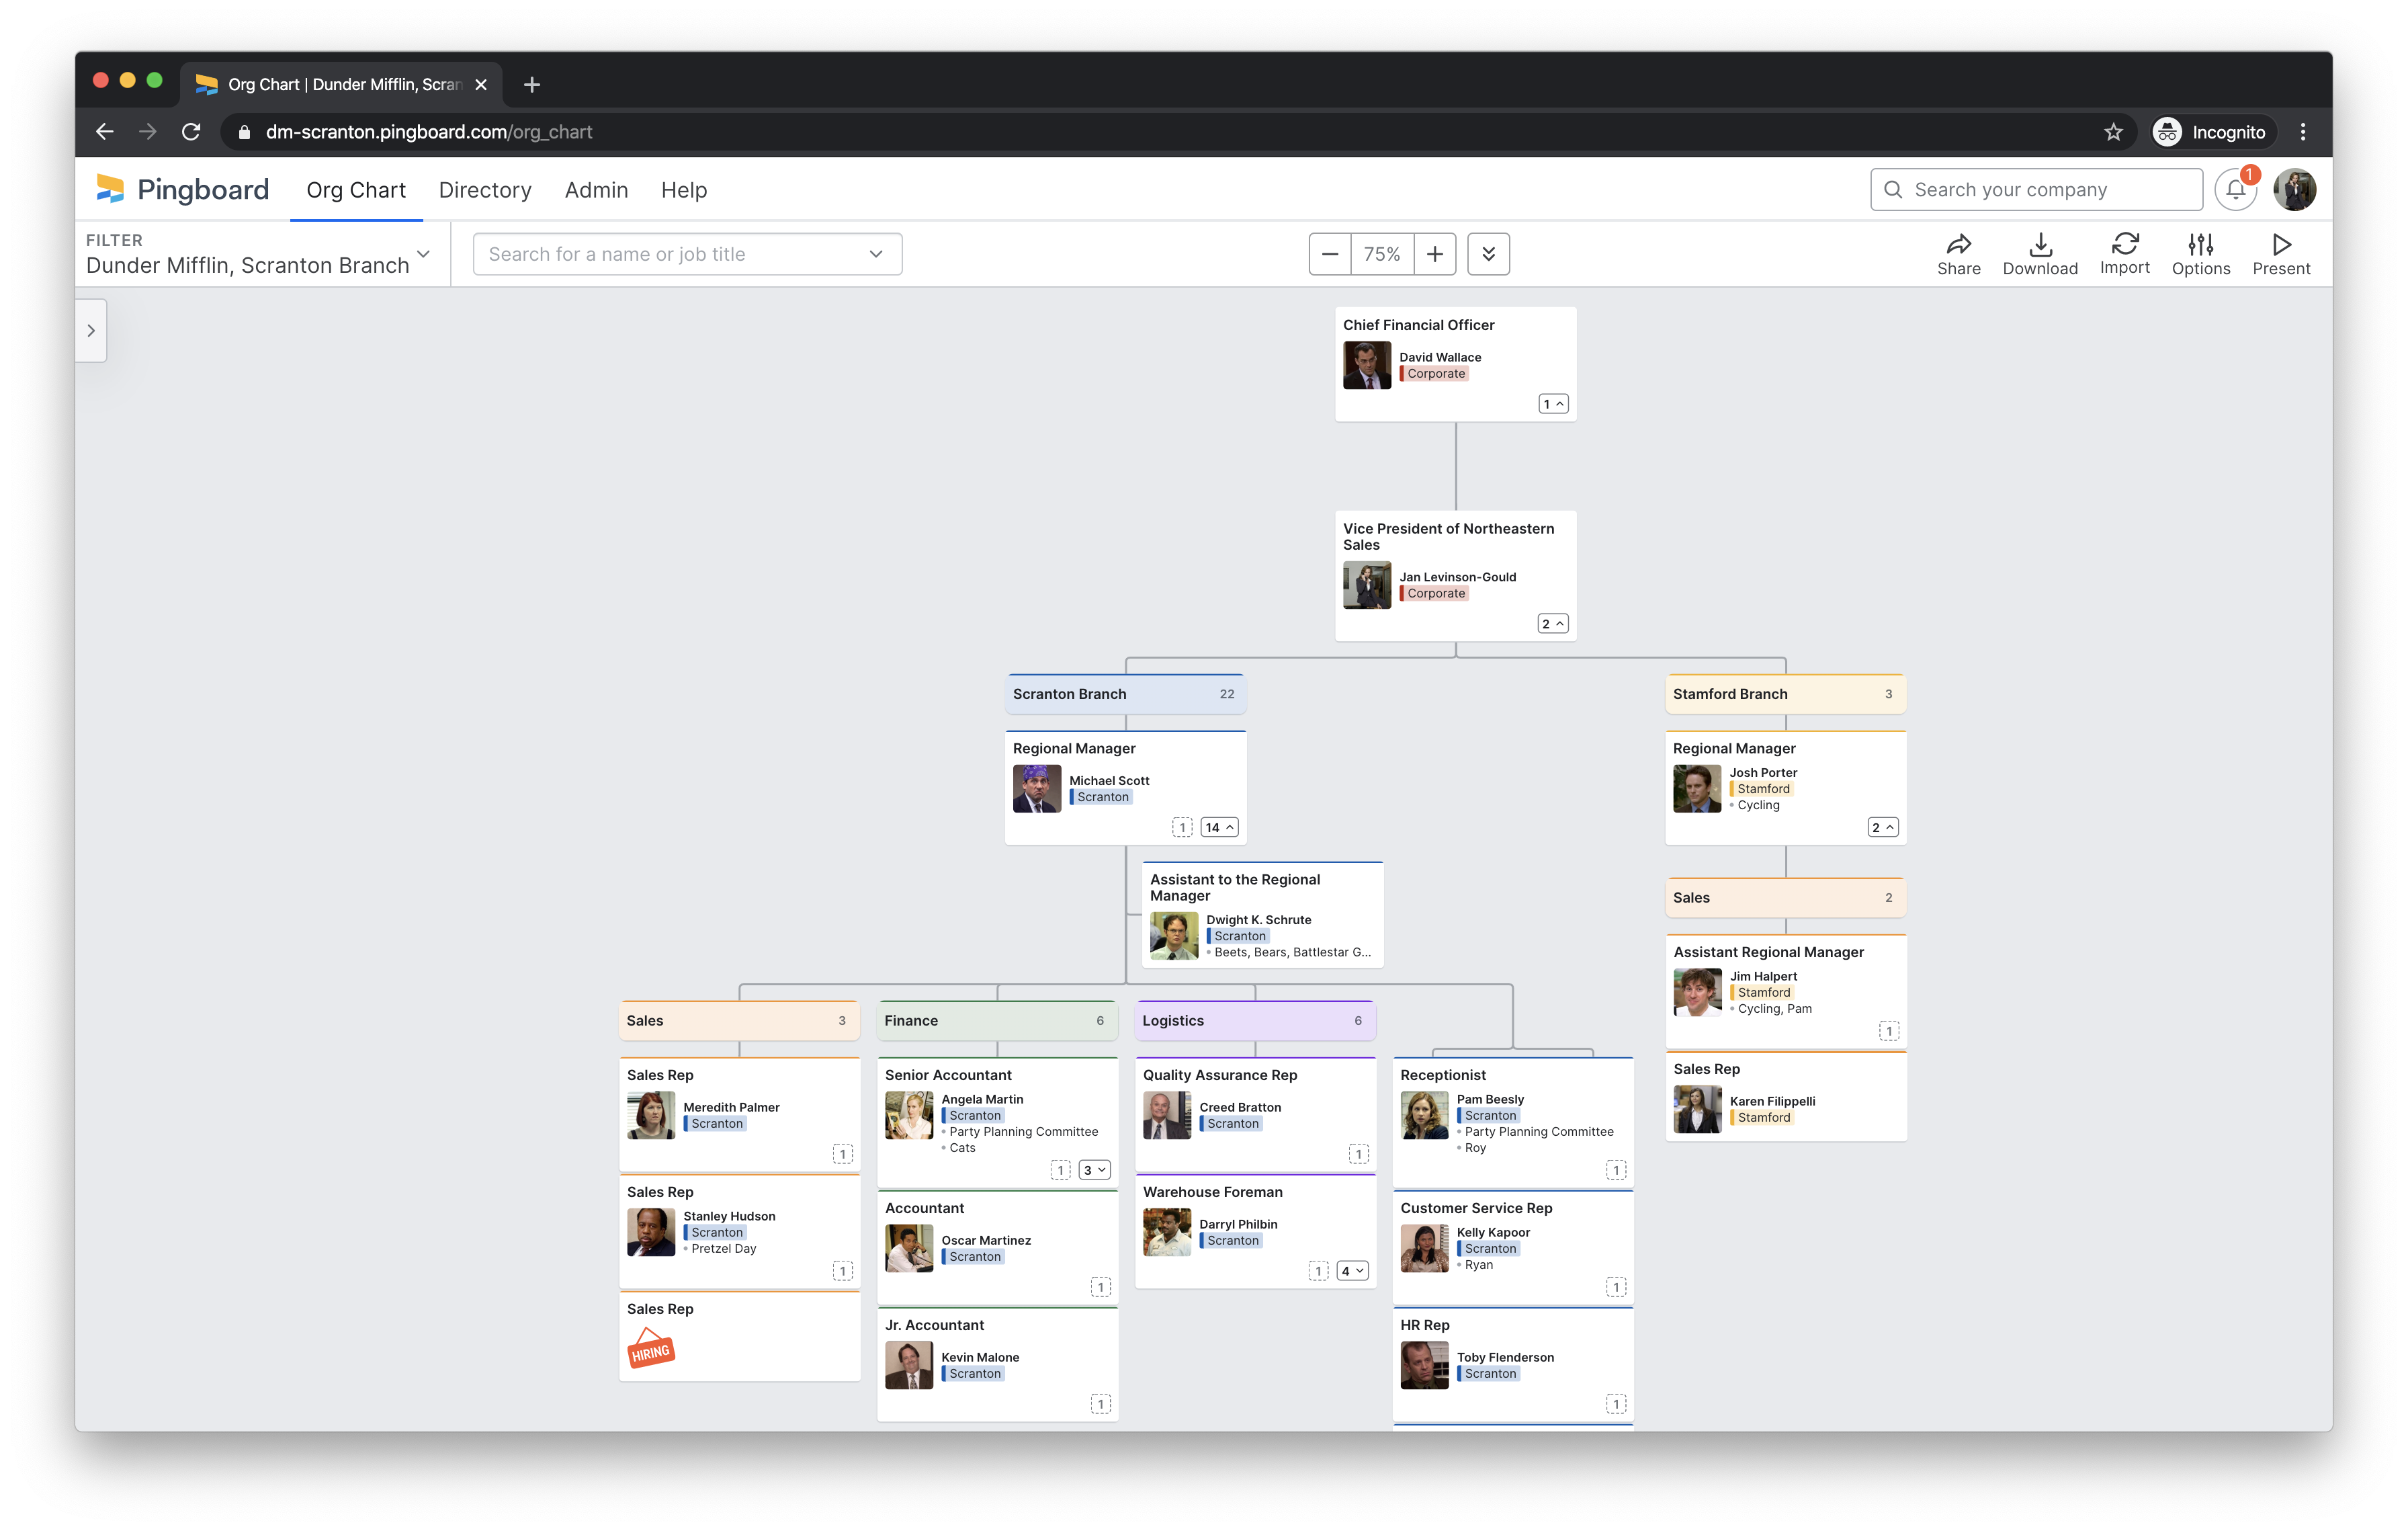 Org Chart | Dunder Mifflin, Scran
dm-scranton.pingboard.com/org_chart
Incognito
Pingboard
Org Chart
Directory
Admin
Help
Search your company
1
FILTER
Dunder Mifflin, Scranton Branch
Search for a name or job title
75%
Share
Download
Import
Options
Present
Chief Financial Officer
David Wallace
Corporate
1
Vice President of Northeastern
Sales
Jan Levinson-Gould
Corporate
2
Scranton Branch 22
Regional Manager
Michael Scott
Scranton
1 14
Stamford Branch 3
Regional Manager
Josh Porter
Stamford
• Cycling
2
Assistant to the Regional
Manager
Dwight K. Schrute
Scranton
• Beets, Bears, Battlestar G...
Sales 2
Assistant Regional Manager
Jim Halpert
Stamford
• Cycling, Pam
1
Sales Rep
Karen Filippelli
Stamford
Sales 3
Sales Rep
Meredith Palmer
Scranton
1
Sales Rep
Stanley Hudson
Scranton
• Pretzel Day
1
Sales Rep
HIRING
Finance 6
Senior Accountant
Angela Martin
Scranton
• Party Planning Committee
• Cats
1 3
Accountant
Oscar Martinez
Scranton
1
Jr. Accountant
Kevin Malone
Scranton
1
Logistics 6
Quality Assurance Rep
Creed Bratton
Scranton
1
Warehouse Foreman
Darryl Philbin
Scranton
1 4
Receptionist
Pam Beesly
Scranton
• Party Planning Committee
• Roy
1
Customer Service Rep
Kelly Kapoor
Scranton
• Ryan
1
HR Rep
Toby Flenderson
Scranton
1